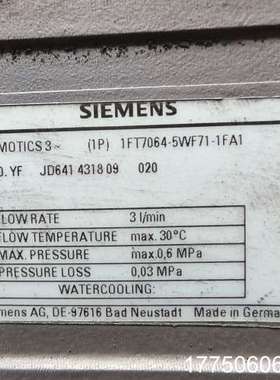 SIEMENS
MOTICS 3~ (1P) 1FT7064-5WF71-1FA1
O. YF JD641 4318 09 020
LOW RATE 3 l/min
LOW TEMPERATURE max. 30°C
MAX. PRESSURE max.0,6 MPa
PRESSURE LOSS 0,03 MPa
WATERCOOLING:
emens AG, DE-97616 Bad Neustadt Made in German
17750606